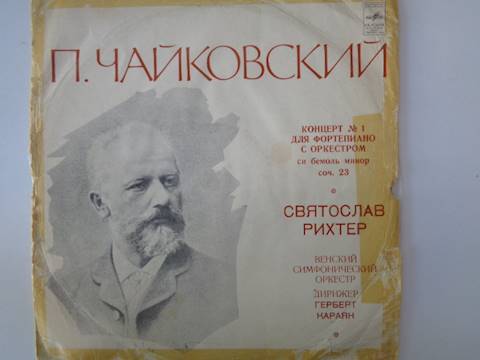 П. ЧАЙКОВСКИЙ
КОНЦЕРТ № 1
ДЛЯ ФОРТЕПИАНО
С ОРКЕСТРОМ
си бемоль минор
соч. 23
СВЯТОСЛАВ
РИХТЕР
ВЕНСКИЙ
СИМФОНИЧЕСКИЙ
ОРКЕСТР
ДИРИЖЕР
ГЕРБЕРТ
КАРАЯН